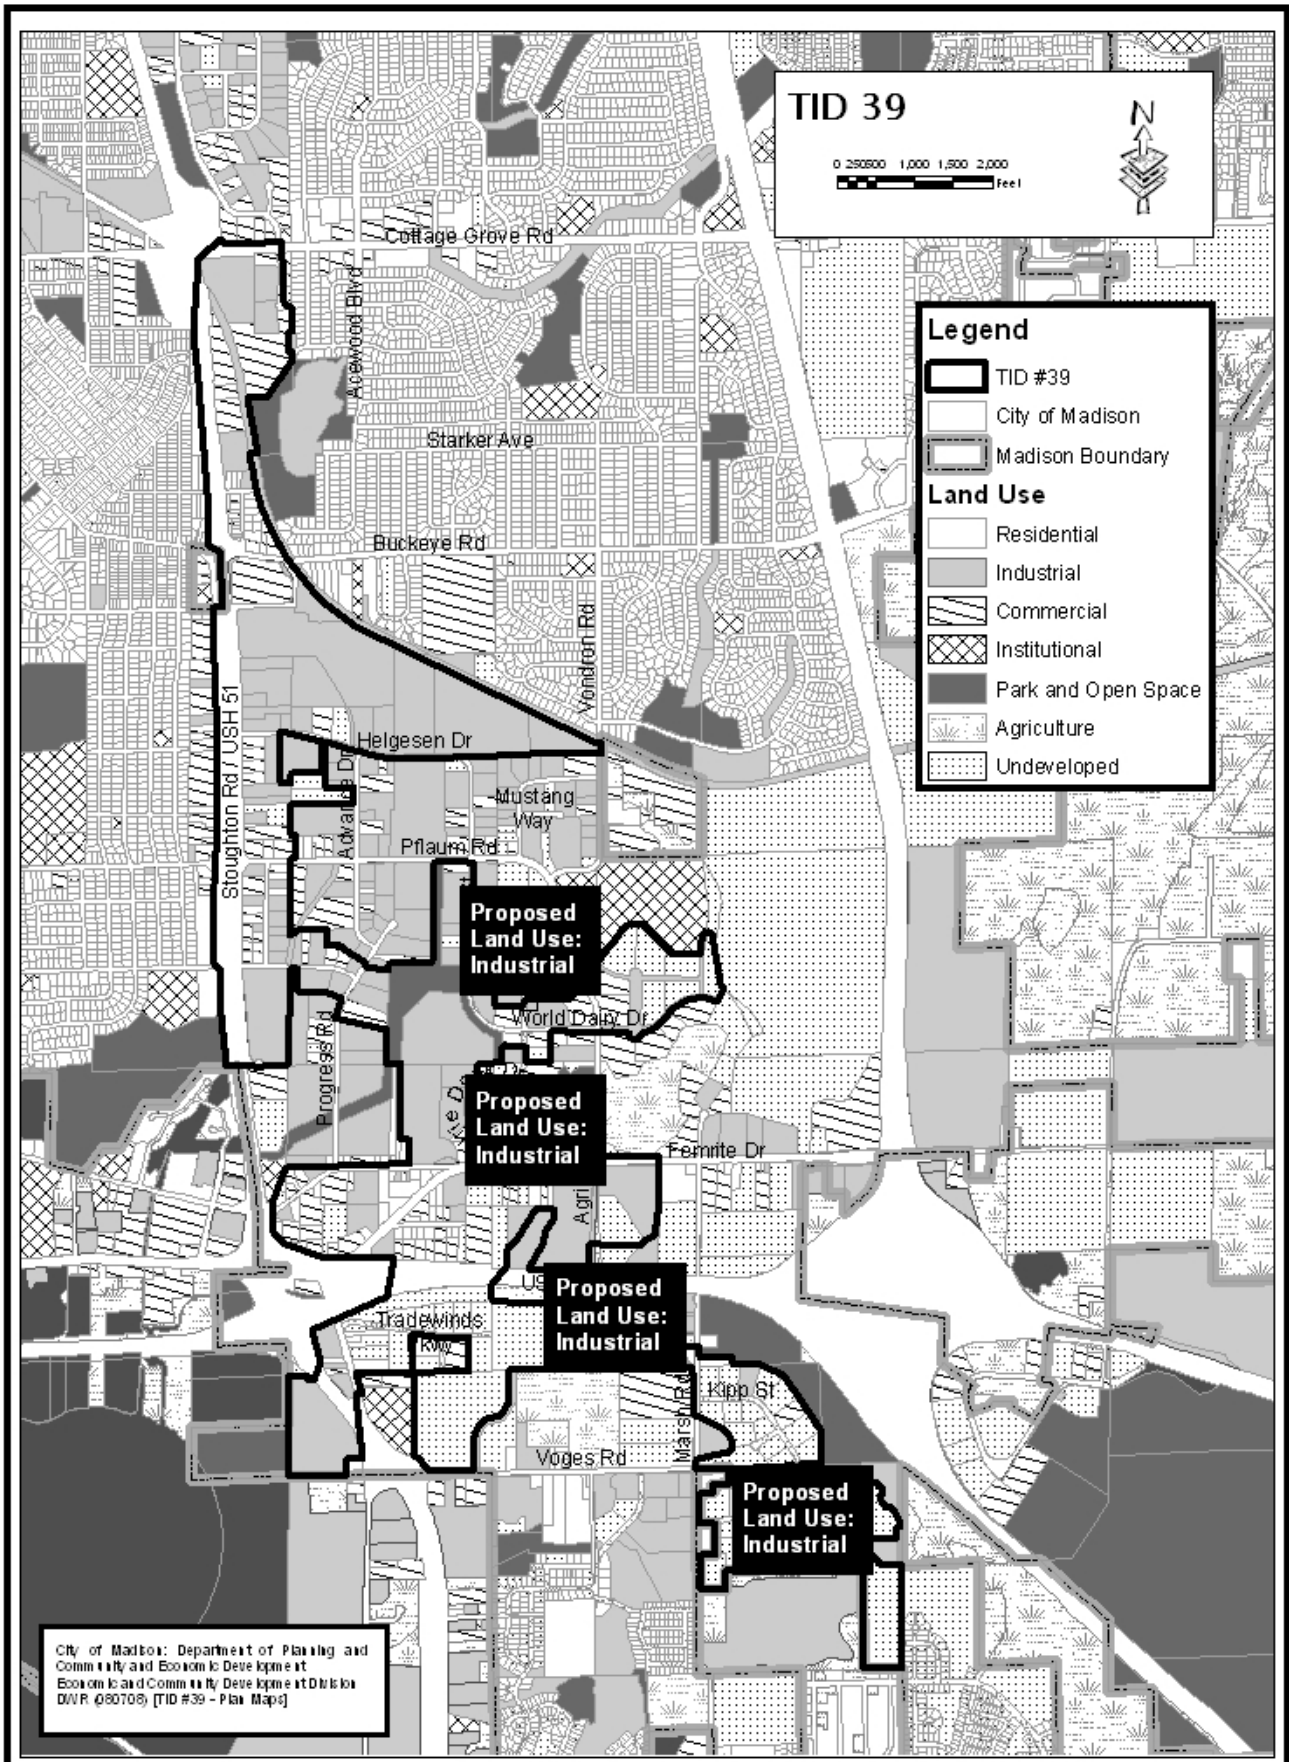 TID 39
N
0 250500 1,000 1,500 2,000
Feet
Cottage Grove Rd
Acewood Blvd
Legend
TID #39
City of Madison
Madison Boundary
Land Use
Residential
Industrial
Commercial
Institutional
Park and Open Space
Agriculture
Undeveloped
Starker Ave
Buckeye Rd
Vondron Rd
Stoughton Rd / USH 51
Helgesen Dr
Advance Dr
Mustang
Way
Pflaum Rd
Proposed
Land Use:
Industrial
World Dairy Dr
Progress Rd
Proposed
Land Use:
Industrial
Femrite Dr
Agri
US
Proposed
Land Use:
Industrial
Tradewinds
Pkwy
Kipp St
Marsh Rd
Voges Rd
Proposed
Land Use:
Industrial
City of Madison: Department of Planning and
Community and Economic Development
Economic and Community Development Division
DWR (080708) [TID #39 - Plan Maps]